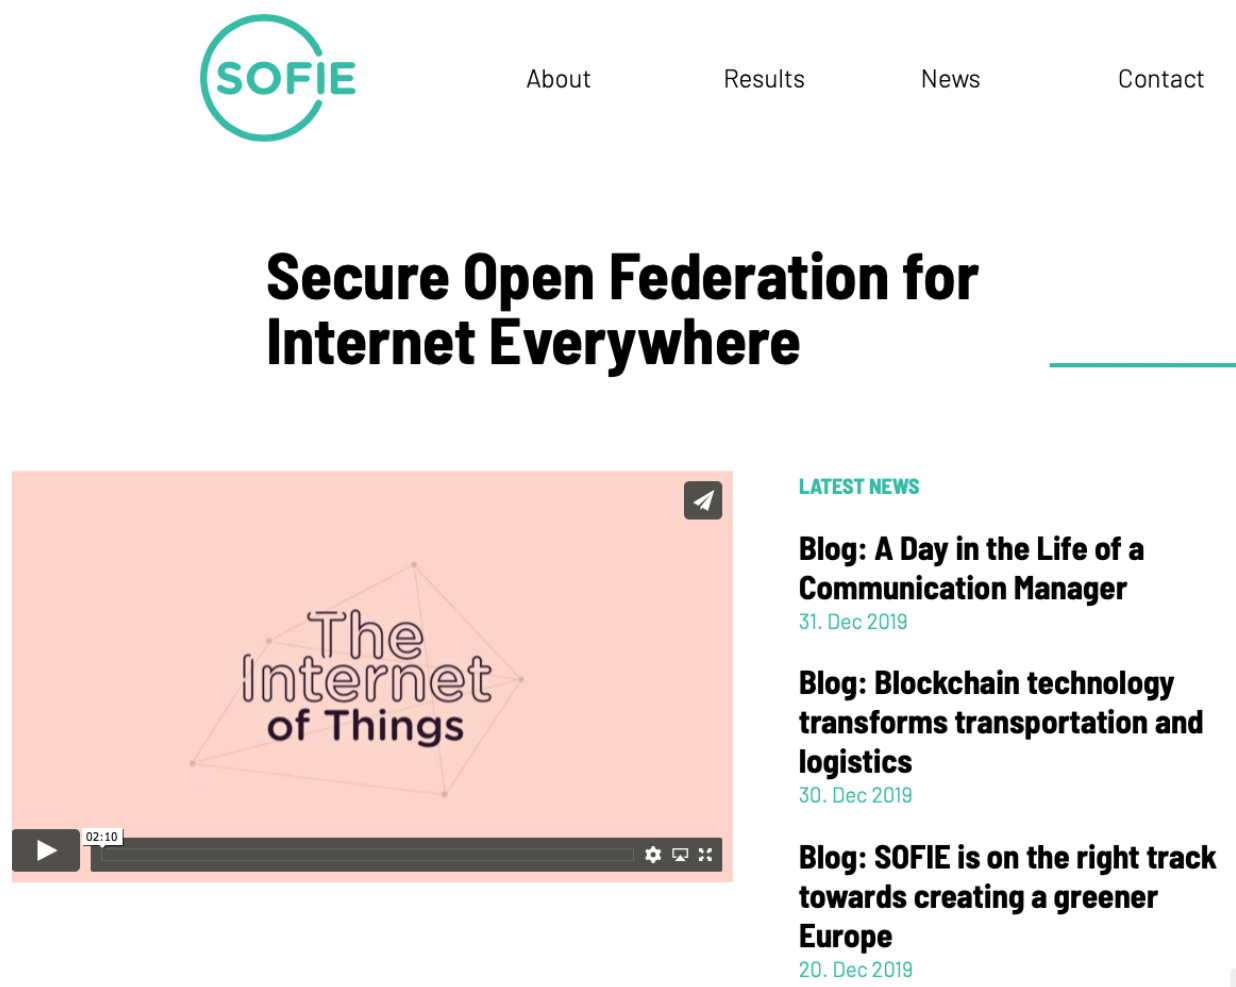 SOFIE
About
Results
News
Contact
Secure Open Federation for
Internet Everywhere
The
Internet
of Things
02:10
LATEST NEWS
Blog: A Day in the Life of a
Communication Manager
31. Dec 2019
Blog: Blockchain technology
transforms transportation and
logistics
30. Dec 2019
Blog: SOFIE is on the right track
towards creating a greener
Europe
20. Dec 2019